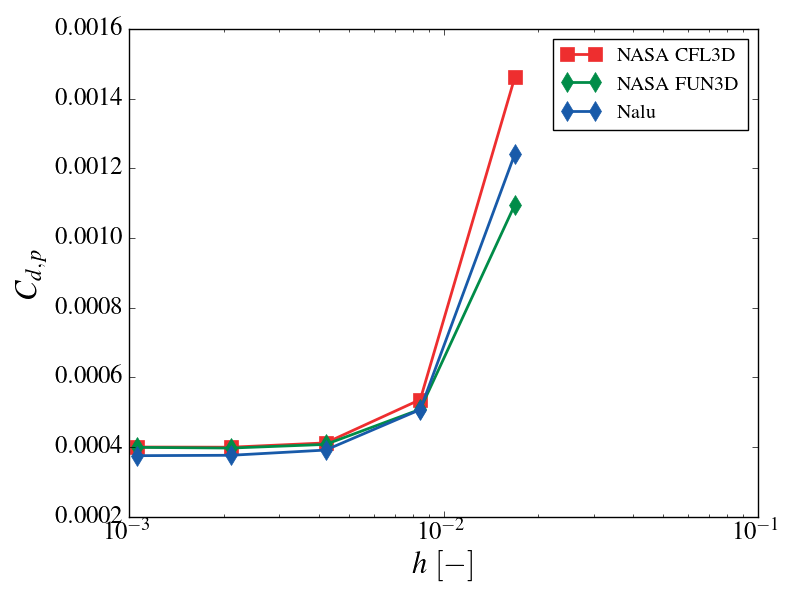 0.0016
0.0014
0.0012
0.0010
0.0008
0.0006
0.0004
0.0002
C_{d,p}
NASA CFL3D
NASA FUN3D
Nalu
10^{-3}
10^{-2}
10^{-1}
h [−]